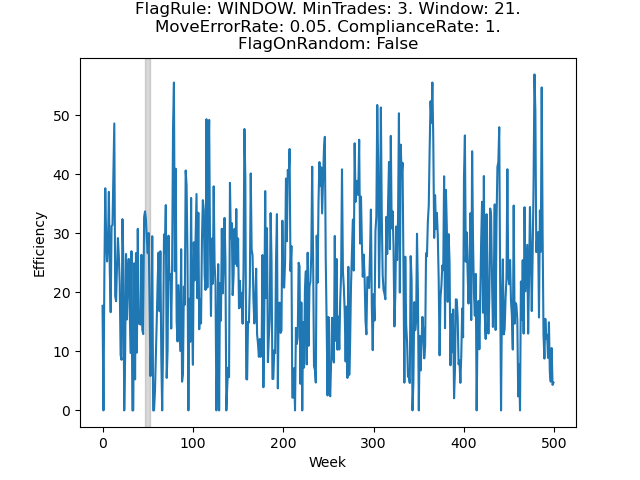 FlagRule: WINDOW. MinTrades: 3. Window: 21.
MoveErrorRate: 0.05. ComplianceRate: 1.
FlagOnRandom: False
50
40
30
20
10
0
Efficiency
0 100 200 300 400 500
Week